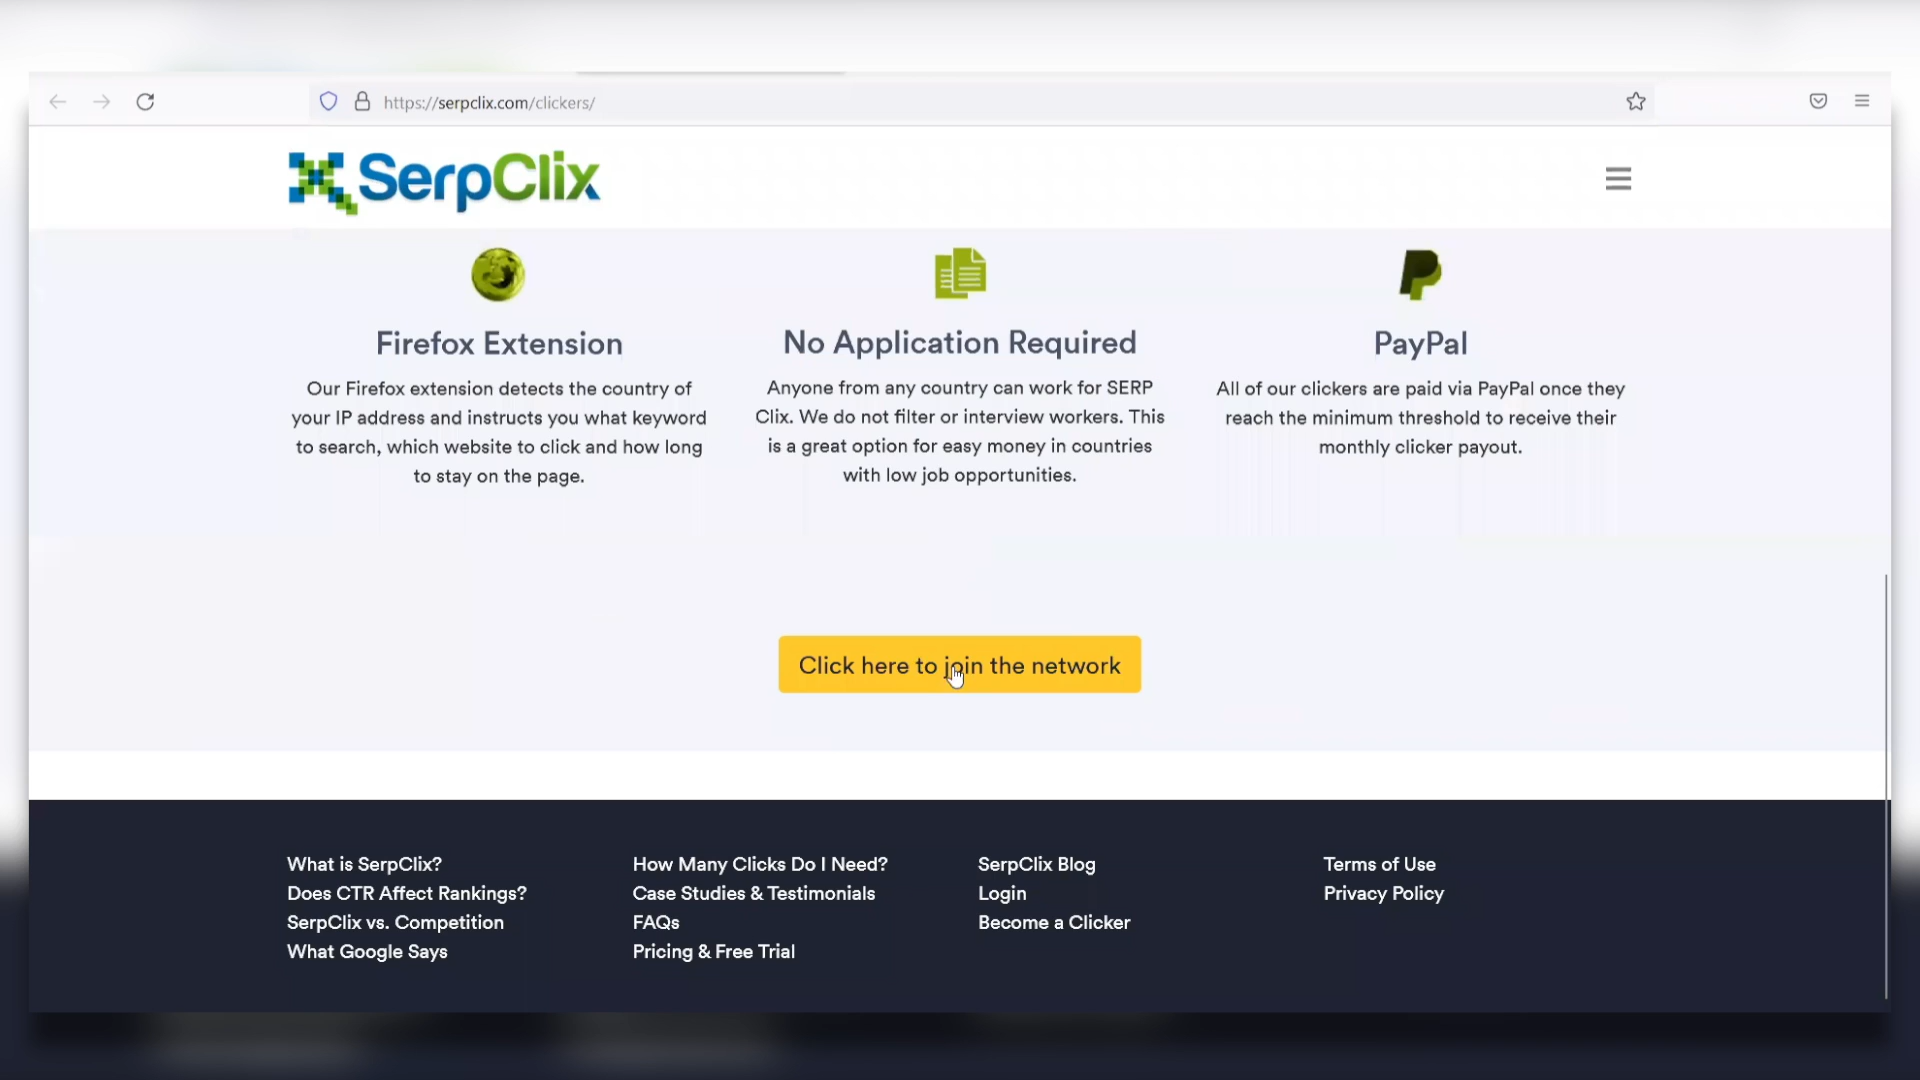 https://serpclix.com/clickers/
SerpClix
Firefox Extension
Our Firefox extension detects the country of
your IP address and instructs you what keyword
to search, which website to click and how long
to stay on the page.
No Application Required
Anyone from any country can work for SERP
Clix. We do not filter or interview workers. This
is a great option for easy money in countries
with low job opportunities.
PayPal
All of our clickers are paid via PayPal once they
reach the minimum threshold to receive their
monthly clicker payout.
Click here to join the network
What is SerpClix?
Does CTR Affect Rankings?
SerpClix vs. Competition
What Google Says
How Many Clicks Do I Need?
Case Studies & Testimonials
FAQs
Pricing & Free Trial
SerpClix Blog
Login
Become a Clicker
Terms of Use
Privacy Policy